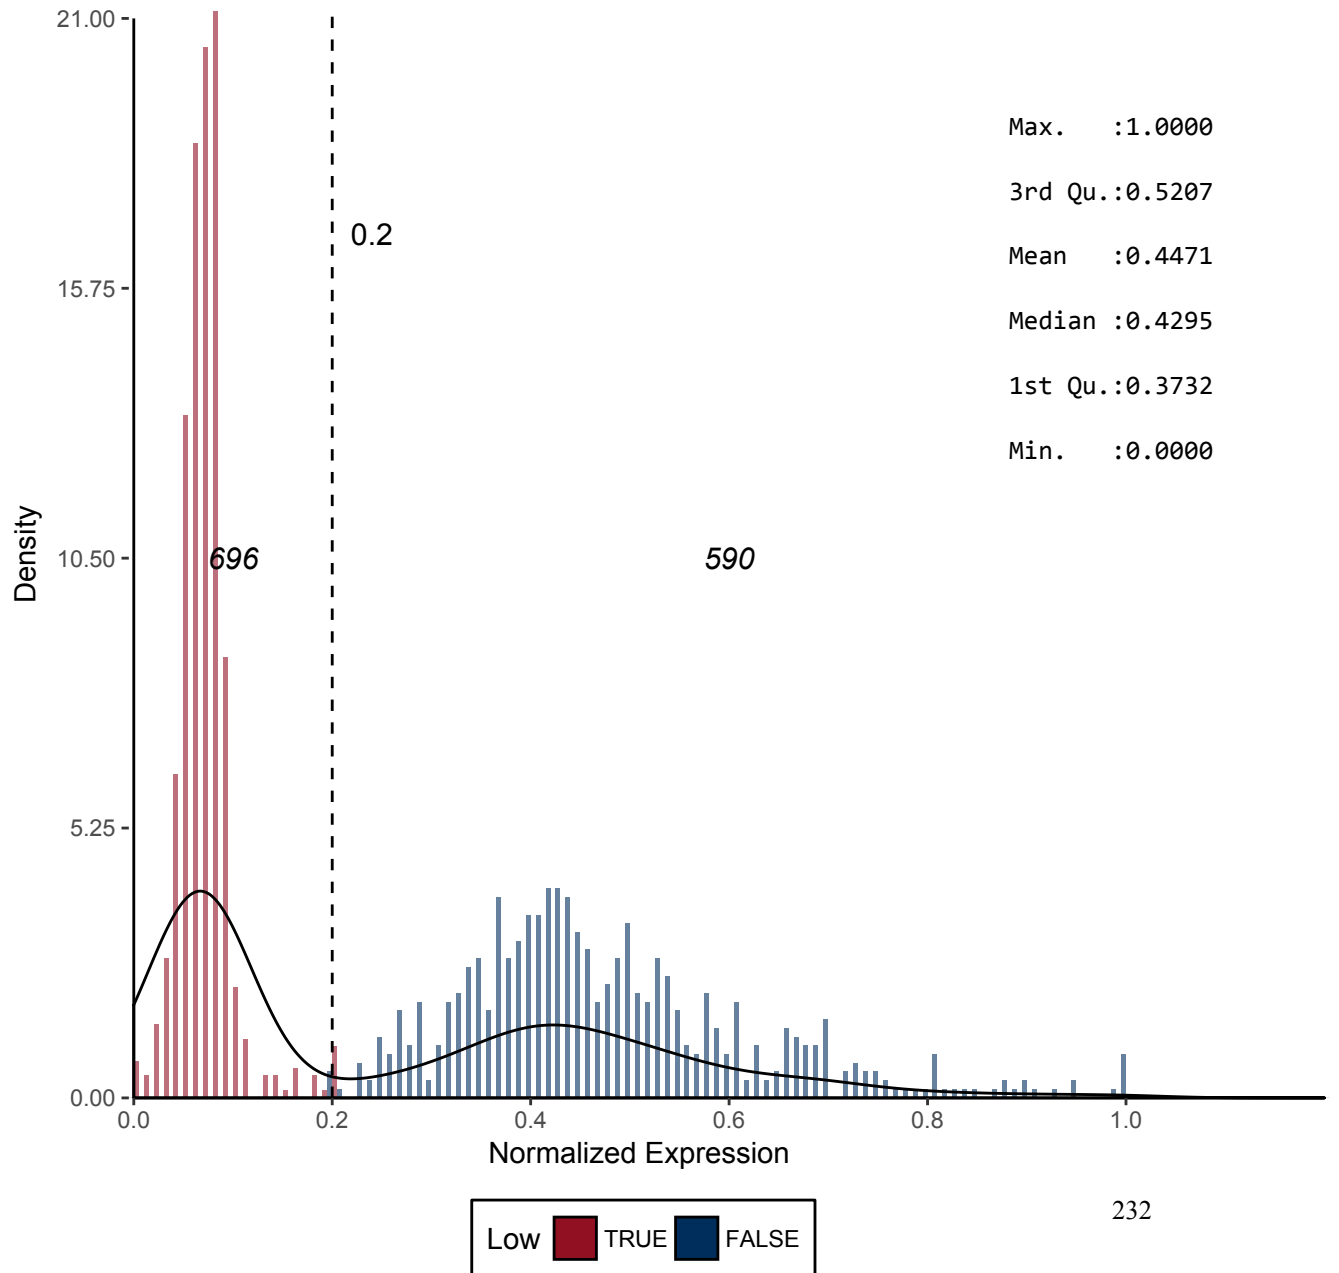 21.00
15.75
10.50
5.25
0.00
Density
0.2
696
590
Max.   :1.0000
3rd Qu.:0.5207
Mean   :0.4471
Median :0.4295
1st Qu.:0.3732
Min.   :0.0000
0.0 0.2 0.4 0.6 0.8 1.0
Normalized Expression
232
Low TRUE FALSE